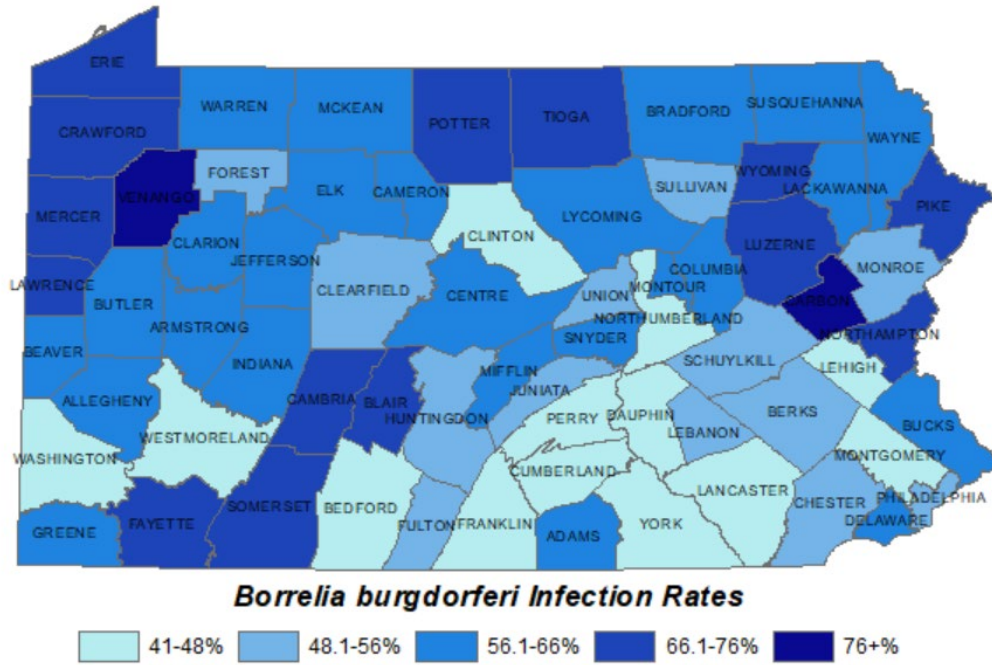 ERIE
WARREN
MCKEAN
BRADFORD
SUSQUEHANNA
TIOGA
POTTER
CRAWFORD
WAYNE
FOREST
WYOMING
VENANGO
SULLIVAN
LACKAWANNA
ELK
CAMERON
PIKE
MERCER
LYCOMING
CLINTON
CLARION
LUZERNE
JEFFERSON
COLUMBIA
MONROE
LAWRENCE
CLEARFIELD
UNION
MONTOUR
CENTRE
CARBON
BUTLER
NORTHUMBERLAND
ARMSTRONG
NORTHAMPTON
SNYDER
BEAVER
INDIANA
SCHUYLKILL
LEHIGH
MIFFLIN
JUNIATA
ALLEGHENY
CAMBRIA
BLAIR
BERKS
HUNTINGDON
PERRY
DAUPHIN
BUCKS
LEBANON
WESTMORELAND
MONTGOMERY
WASHINGTON
CUMBERLAND
LANCASTER
PHILADELPHIA
CHESTER
SOMERSET
BEDFORD
FAYETTE
FULTON
FRANKLIN
YORK
DELAWARE
GREENE
ADAMS
Borrelia burgdorferi Infection Rates
41-48% 48.1-56% 56.1-66% 66.1-76% 76+%